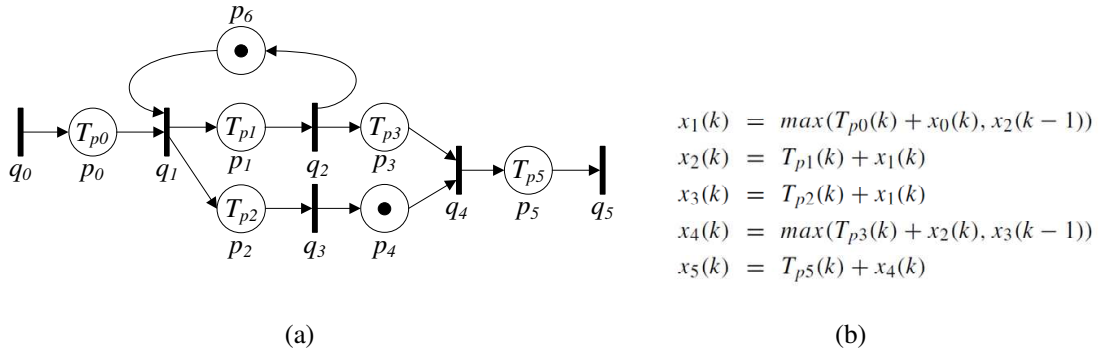 p6
Tp0
Tp1
Tp3
q0
p0
q1
p1
q2
p3
Tp2
Tp5
p2
q3
p4
q4
p5
q5
(a)
x1(k) = max(Tp0(k) + x0(k), x2(k − 1))
x2(k) = Tp1(k) + x1(k)
x3(k) = Tp2(k) + x1(k)
x4(k) = max(Tp3(k) + x2(k), x3(k − 1))
x5(k) = Tp5(k) + x4(k)
(b)